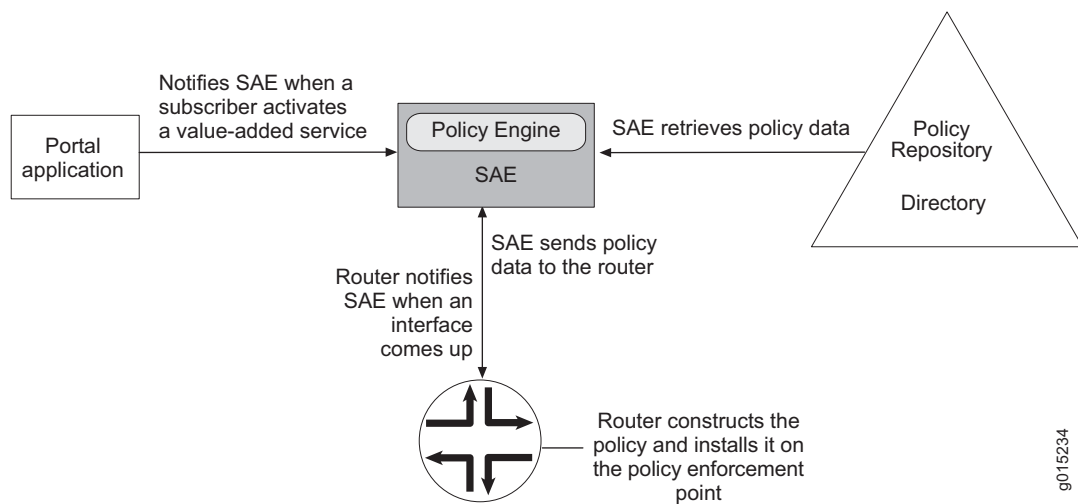 Notifies SAE when a
subscriber activates
a value-added service
Portal
application
Policy Engine
SAE
SAE retrieves policy data
Policy
Repository
Directory
SAE sends policy
data to the router
Router notifies
SAE when an
interface
comes up
Router constructs the
policy and installs it on
the policy enforcement
point
g015234